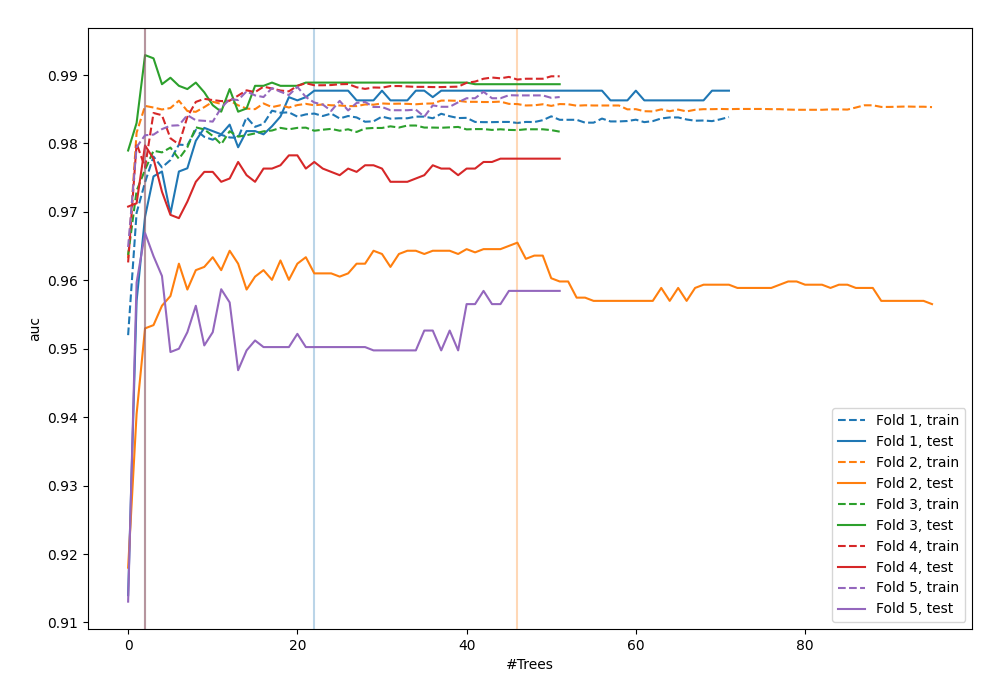 0.99
0.98
0.97
0.96
0.95
0.94
0.93
0.92
0.91
auc
0
20
40
60
80
#Trees
Fold 1, train
Fold 1, test
Fold 2, train
Fold 2, test
Fold 3, train
Fold 3, test
Fold 4, train
Fold 4, test
Fold 5, train
Fold 5, test